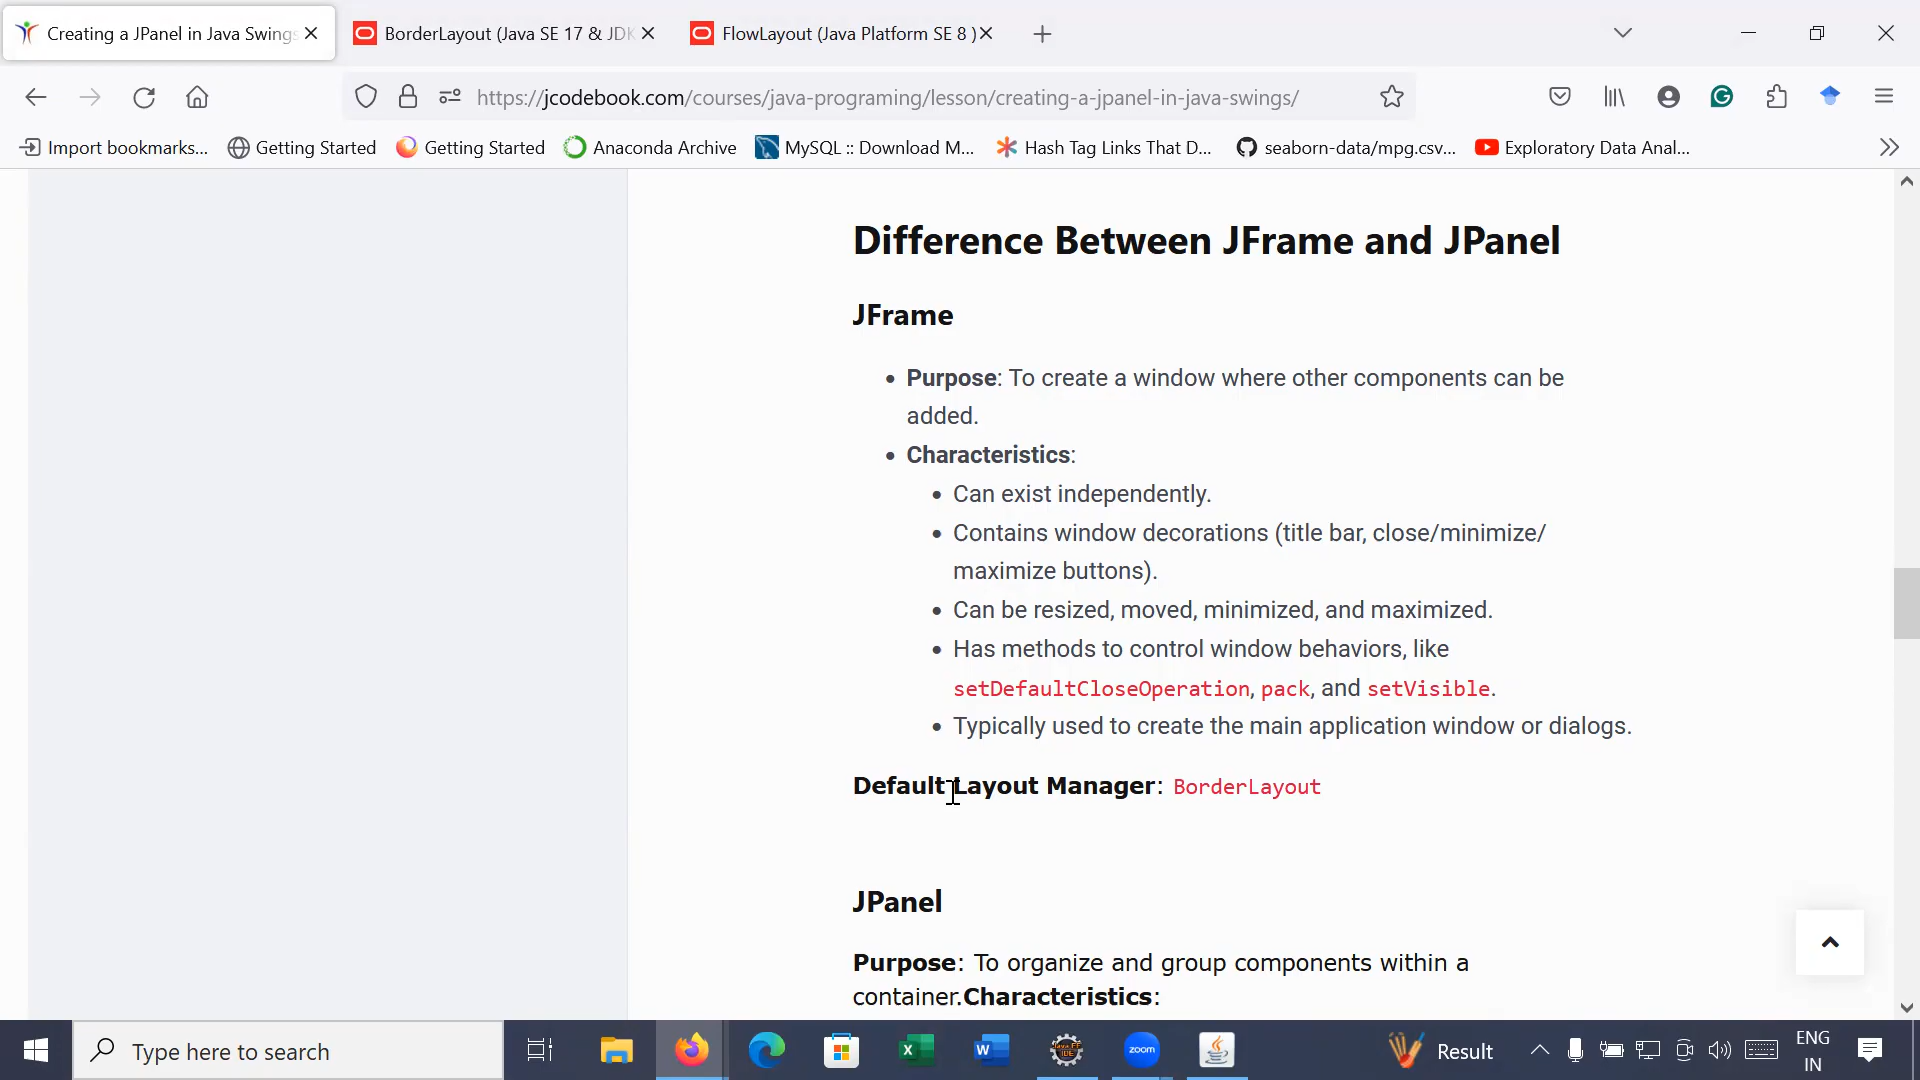 Creating a JPanel in Java Swings
BorderLayout (Java SE 17 & JDK
FlowLayout (Java Platform SE 8 )
https://jcodebook.com/courses/java-programing/lesson/creating-a-jpanel-in-java-swings/
Import bookmarks...
Getting Started
Getting Started
Anaconda Archive
MySQL :: Download M...
Hash Tag Links That D...
seaborn-data/mpg.csv...
Exploratory Data Anal...
Difference Between JFrame and JPanel
JFrame
Purpose: To create a window where other components can be
added.
Characteristics:
Can exist independently.
Contains window decorations (title bar, close/minimize/
maximize buttons).
Can be resized, moved, minimized, and maximized.
Has methods to control window behaviors, like
setDefaultCloseOperation, pack, and setVisible.
Typically used to create the main application window or dialogs.
Default Layout Manager: BorderLayout
JPanel
Purpose: To organize and group components within a
container.Characteristics:
Type here to search
zoom
Result
ENG
IN